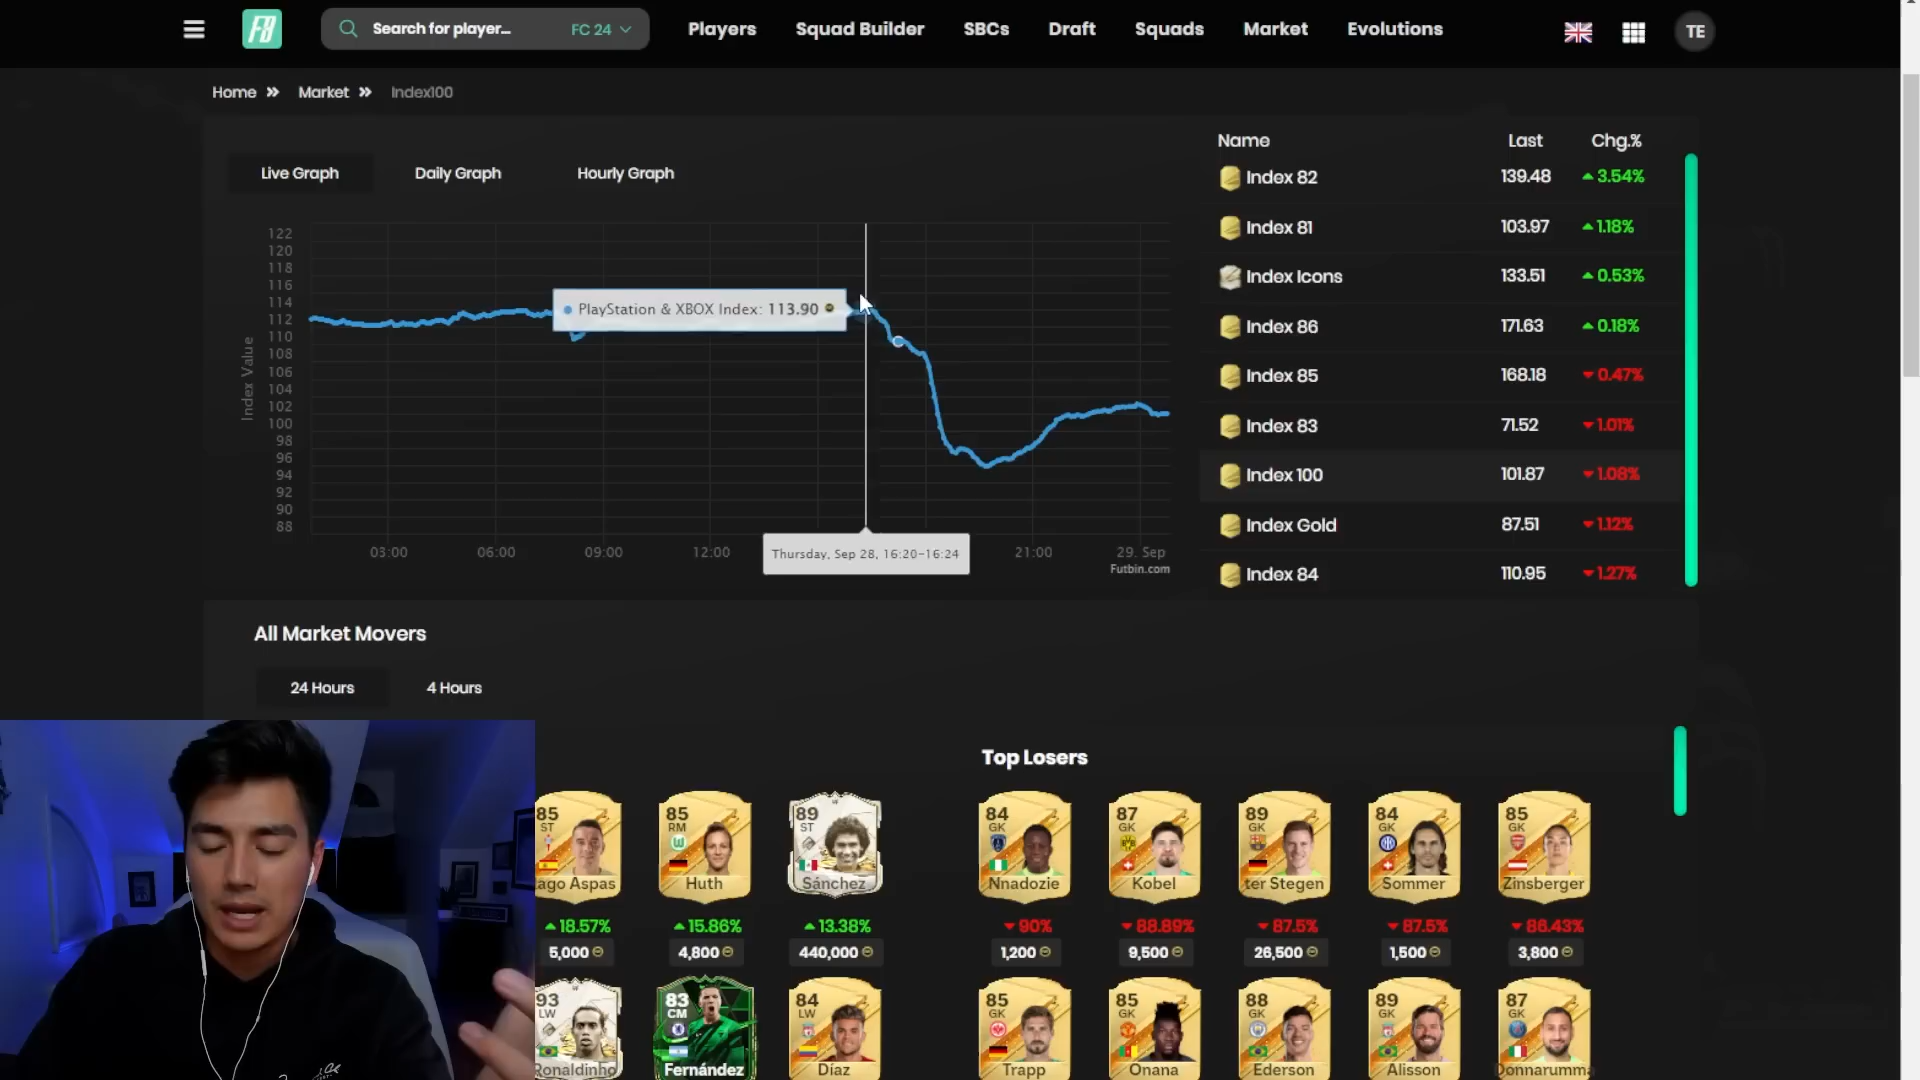 FB
Search for player...
FC 24
Players
Squad Builder
SBCs
Draft
Squads
Market
Evolutions
TE
Home
Market
Index100
Live Graph
Daily Graph
Hourly Graph
Index Value
122
120
118
116
114
112
110
108
106
104
102
100
98
96
94
92
90
88
PlayStation & XBOX Index: 113.90
03:00
06:00
09:00
12:00
Thursday, Sep 28, 16:20-16:24
21:00
29. Sep
Futbin.com
Name Last Chg.%
Index 82 139.48 3.54%
Index 81 103.97 1.18%
Index Icons 133.51 0.53%
Index 86 171.63 0.18%
Index 85 168.18 0.47%
Index 83 71.52 1.01%
Index 100 101.87 1.08%
Index Gold 87.51 1.12%
Index 84 110.95 1.27%
All Market Movers
24 Hours
4 Hours
Top Losers
85
ST
ago Aspas
18.57%
5,000
85
RM
Huth
15.86%
4,800
89
ST
Sánchez
13.38%
440,000
84
GK
Nnadozie
90%
1,200
87
GK
Kobel
88.89%
9,500
89
GK
ter Stegen
87.5%
26,500
84
GK
Sommer
87.5%
1,500
85
GK
Zinsberger
86.43%
3,800
93
LW
Ronaldinho
83
CM
Fernández
84
LW
Díaz
85
GK
Trapp
85
GK
Onana
88
GK
Ederson
89
GK
Alisson
87
GK
Donnarumma